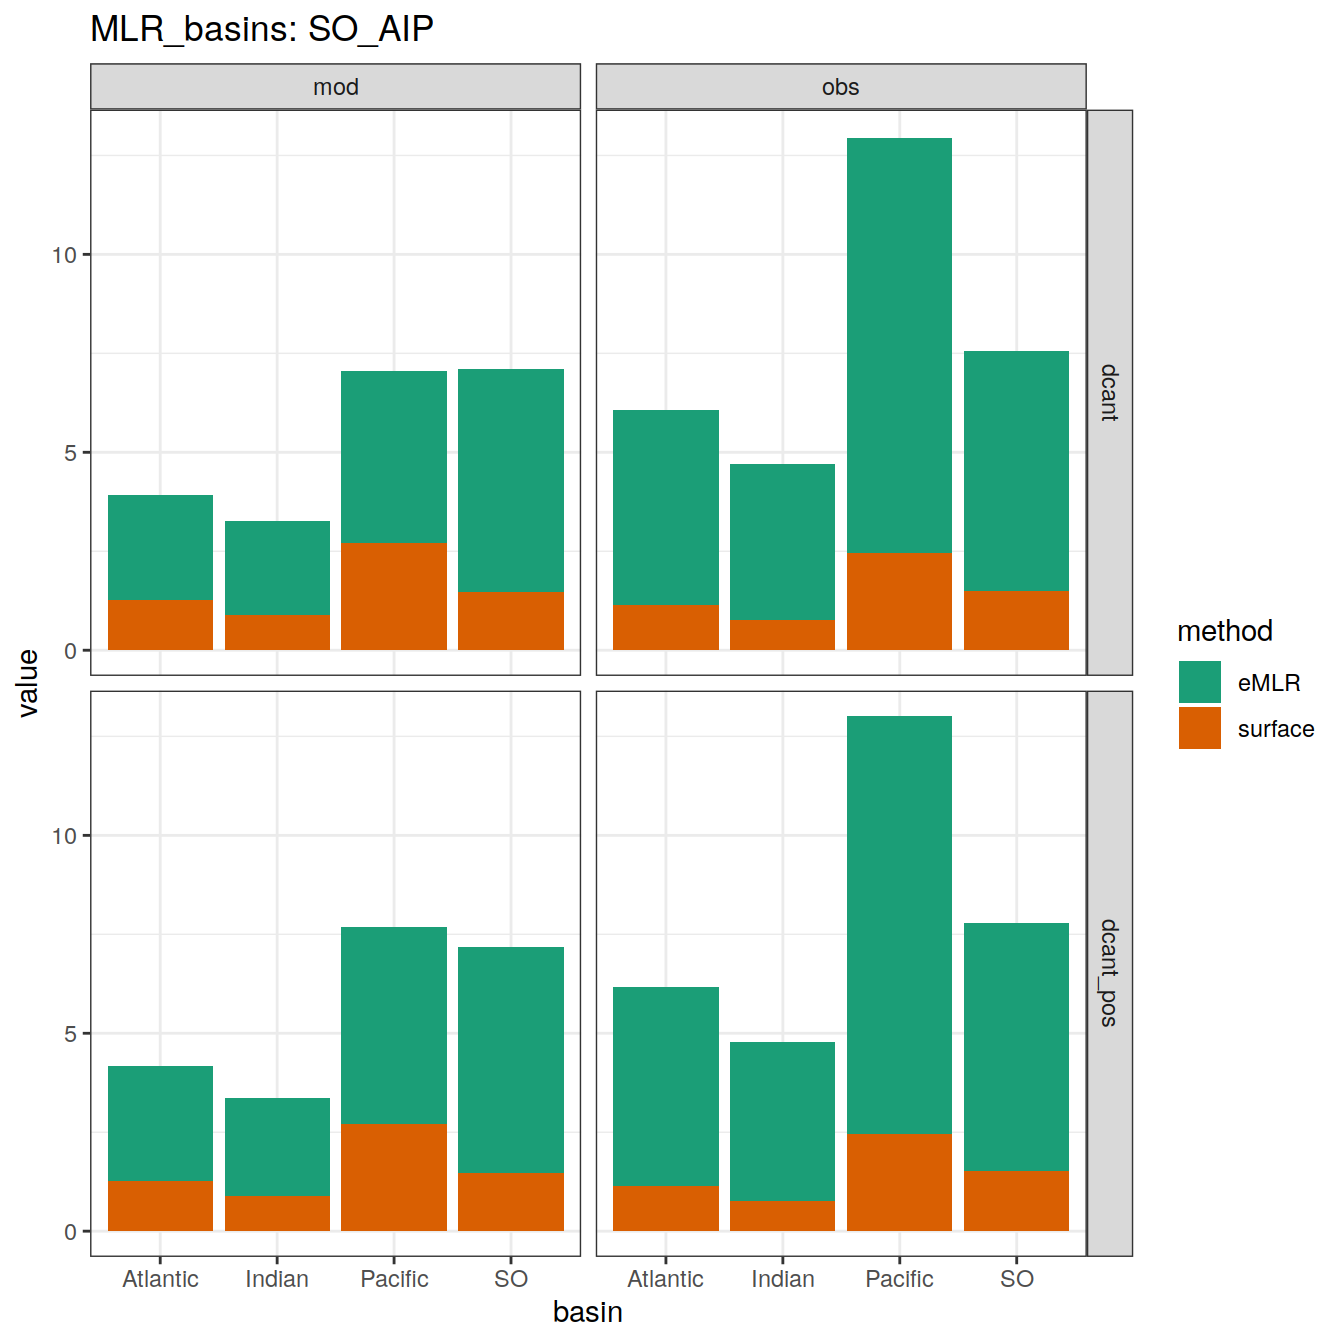 MLR_basins: SO_AIP
mod
obs
10
5
0
dcant
10
5
0
dcant_pos
value
Atlantic Indian Pacific SO
Atlantic Indian Pacific SO
basin
method
eMLR
surface